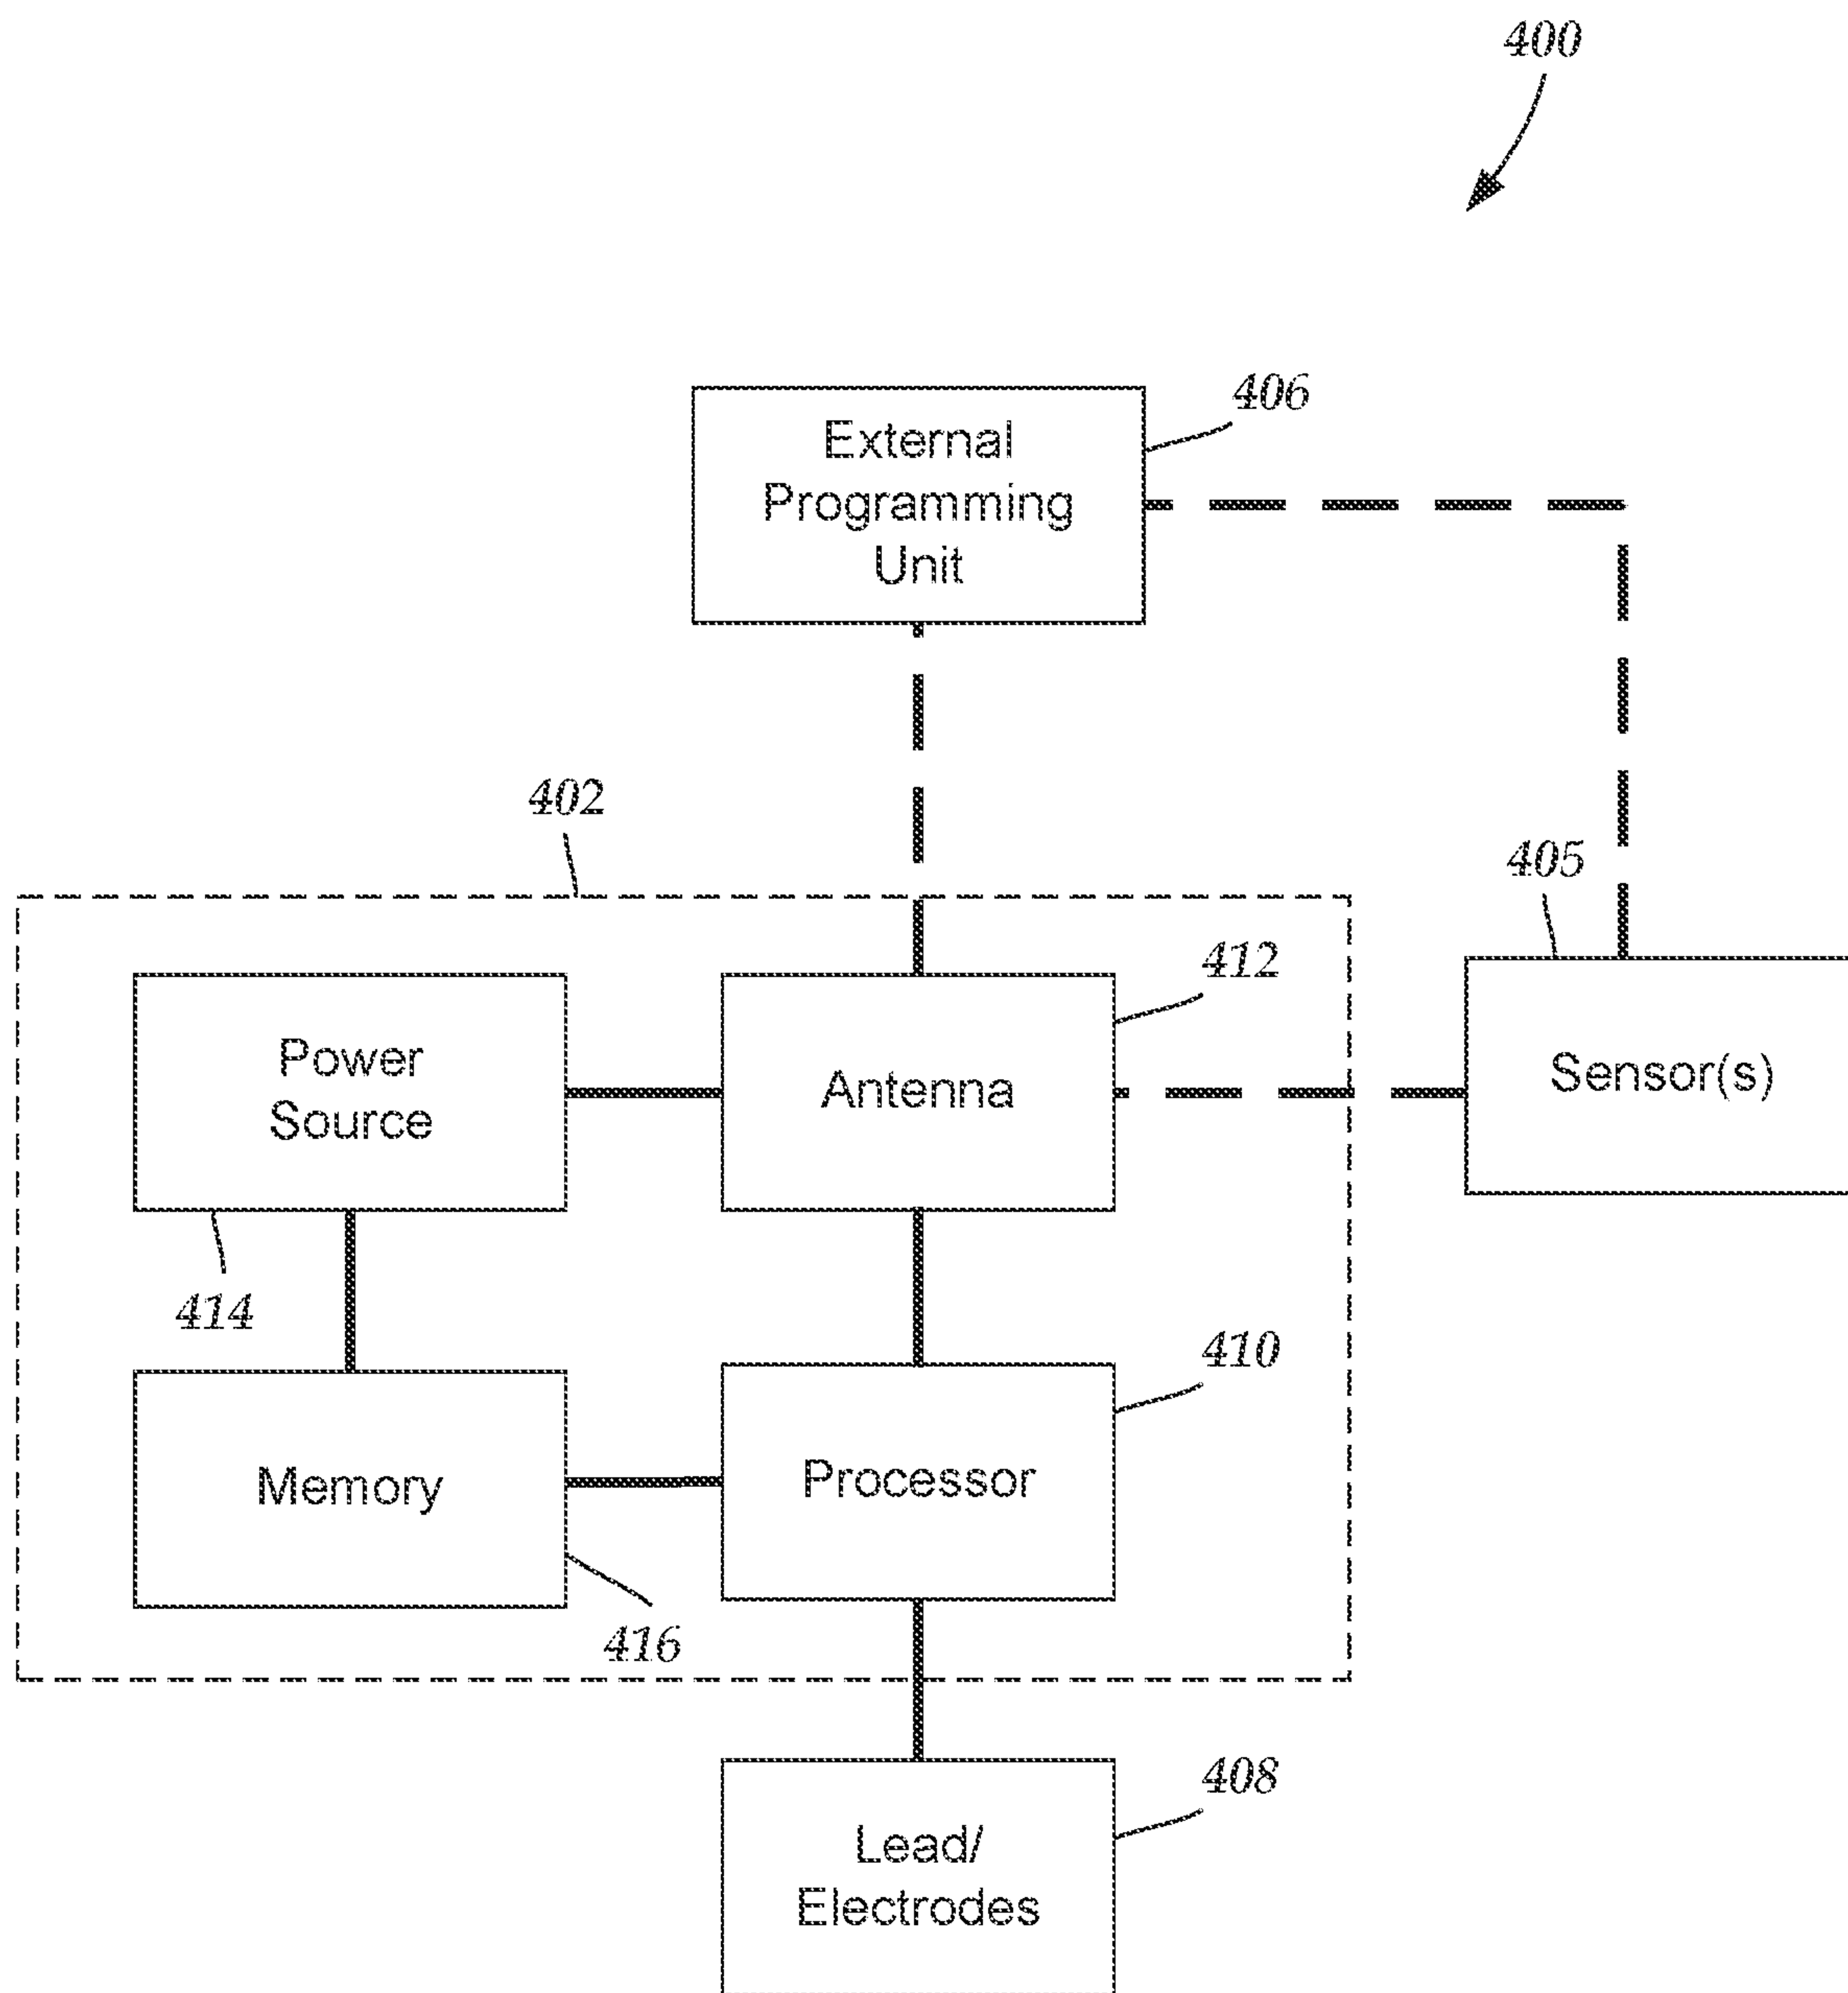 400
406
External
Programming
Unit
402
405
412
Power
Source
Antenna
Sensor(s)
414
410
Memory
Processor
416
408
Lead/
Electrodes